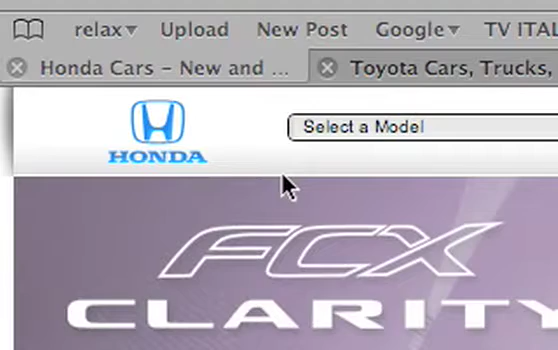 relax Upload New Post Google TV ITAL
Honda Cars – New and ... Toyota Cars, Trucks,
Select a Model
HONDA
FCX
CLARITY